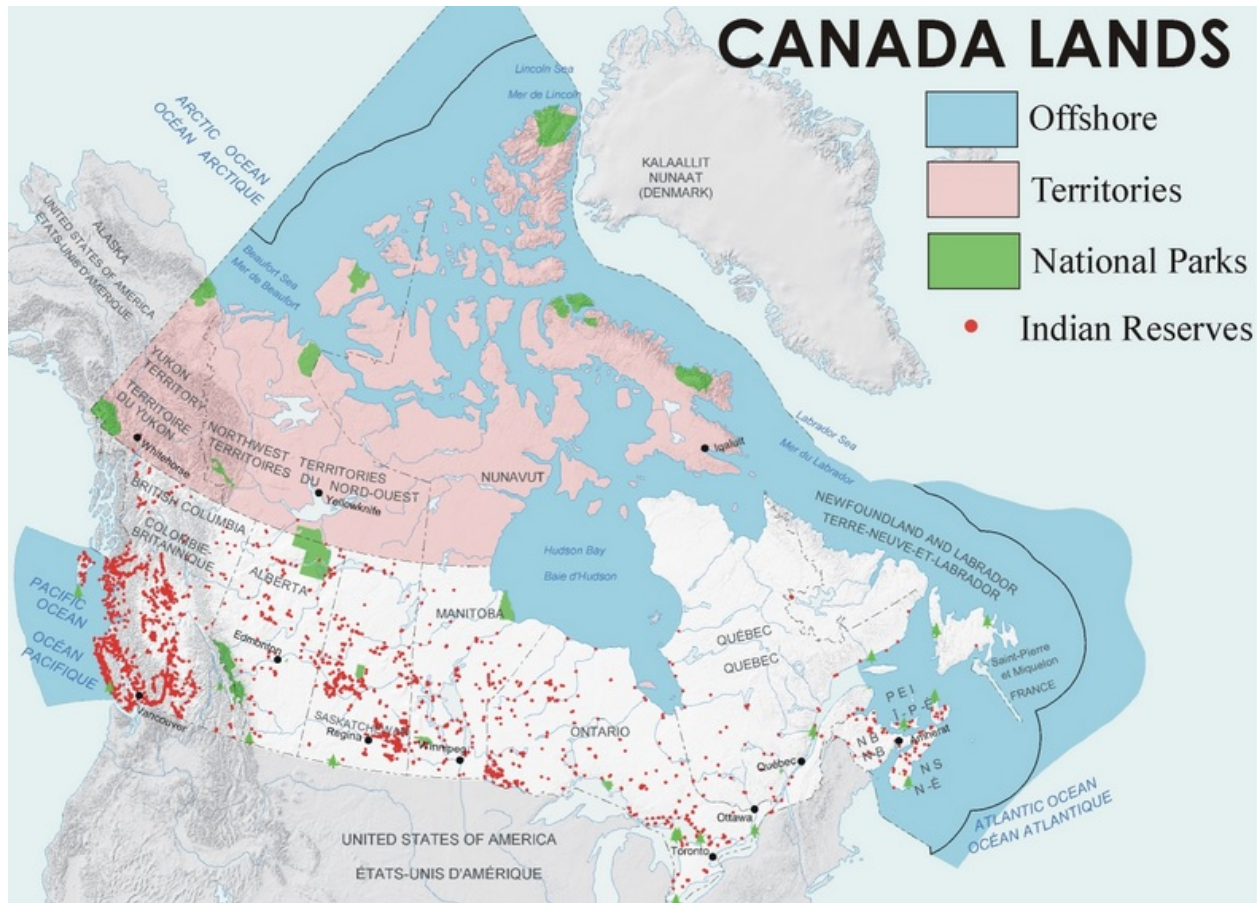 CANADA LANDS
Offshore
Territories
National Parks
Indian Reserves
Lincoln Sea
Mer de Lincoln
ARCTIC OCEAN
OCÉAN ARCTIQUE
KALAALLIT
NUNAAT
(DENMARK)
ALASKA
UNITED STATES OF AMERICA
ÉTATS-UNIS D'AMÉRIQUE
Beaufort Sea
Mer de Beaufort
YUKON
TERRITORY
TERRITOIRE
DU YUKON
Whitehorse
NORTHWEST TERRITORIES
TERRITOIRES DU NORD-OUEST
Yellowknife
NUNAVUT
Iqaluit
Labrador Sea
Mer du Labrador
NEWFOUNDLAND AND LABRADOR
TERRE-NEUVE-ET-LABRADOR
BRITISH COLUMBIA
COLOMBIE-
BRITANNIQUE
Hudson Bay
Baie d'Hudson
PACIFIC
OCEAN
OCÉAN
PACIFIQUE
ALBERTA
MANITOBA
Edmonton
QUÉBEC
QUEBEC
Saint-Pierre
et Miquelon
FRANCE
P E I
I - P - É
Vancouver
SASKATCHEWAN
Regina
Winnipeg
ONTARIO
N B
N-B
Amherst
Québec
N S
N-É
Ottawa
Toronto
ATLANTIC OCEAN
OCÉAN ATLANTIQUE
UNITED STATES OF AMERICA
ÉTATS-UNIS D'AMÉRIQUE